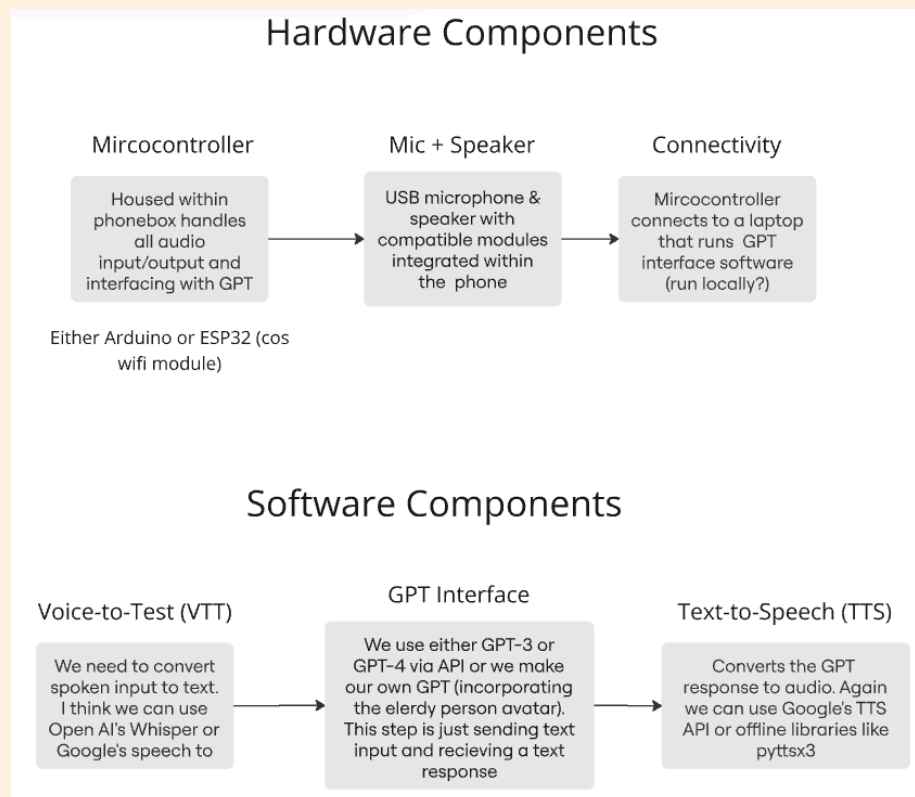 Hardware Components
Mircocontroller
Housed within
phonebox handles
all audio
input/output and
interfacing with GPT
Either Arduino or ESP32 (cos
wifi module)
Mic + Speaker
USB microphone &
speaker with
compatible modules
integrated within
the phone
Connectivity
Mircocontroller
connects to a laptop
that runs GPT
interface software
(run locally?)
Software Components
Voice-to-Test (VTT)
We need to convert
spoken input to text.
I think we can use
Open AI's Whisper or
Google's speech to
GPT Interface
We use either GPT-3 or
GPT-4 via API or we make
our own GPT (incorporating
the elerdy person avatar).
This step is just sending text
input and recieving a text
response
Text-to-Speech (TTS)
Converts the GPT
response to audio. Again
we can use Google's TTS
API or offline libraries like
pyttsx3